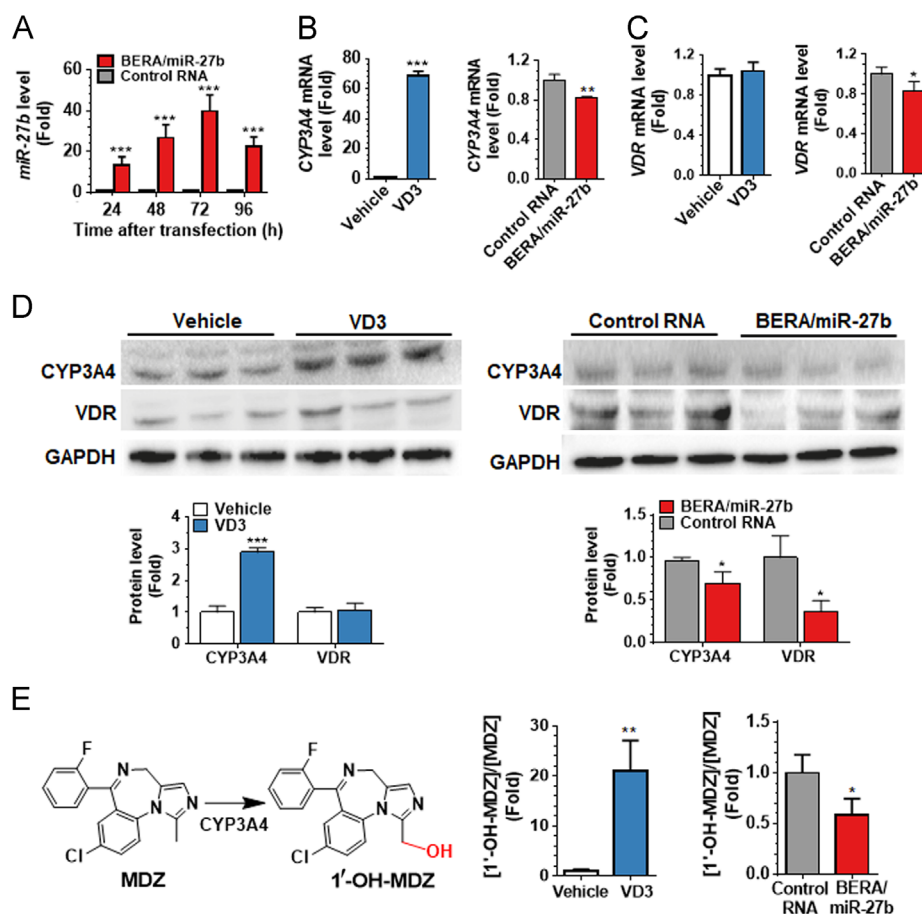 A
miR-27b level
(Fold)
60
40
20
0
BERA/miR-27b
Control RNA
***
***
***
***
24 48 72 96
Time after transfection (h)
B
CYP3A4 mRNA
level (Fold)
80
60
40
20
0
***
Vehicle
VD3
CYP3A4 mRNA
level (Fold)
1.2
0.8
0.4
0.0
**
Control RNA
BERA/miR-27b
C
VDR mRNA level
(Fold)
1.2
0.8
0.4
0.0
Vehicle
VD3
VDR mRNA level
(Fold)
1.2
0.8
0.4
0.0
*
Control RNA
BERA/miR-27b
D
Vehicle VD3
CYP3A4
VDR
GAPDH
Control RNA BERA/miR-27b
CYP3A4
VDR
GAPDH
Protein level
(Fold)
4
3
2
1
0
Vehicle
VD3
***
CYP3A4 VDR
Protein level
(Fold)
1.5
1.0
0.5
0.0
BERA/miR-27b
Control RNA
*
*
CYP3A4 VDR
E
F
N
N
N
Cl
MDZ
CYP3A4
F
N
N
N
Cl
OH
1′-OH-MDZ
[1'-OH-MDZ]/[MDZ]
(Fold)
30
20
10
0
**
Vehicle VD3
[1'-OH-MDZ]/[MDZ]
(Fold)
1.5
1.0
0.5
0.0
*
Control
RNA
BERA/
miR-27b